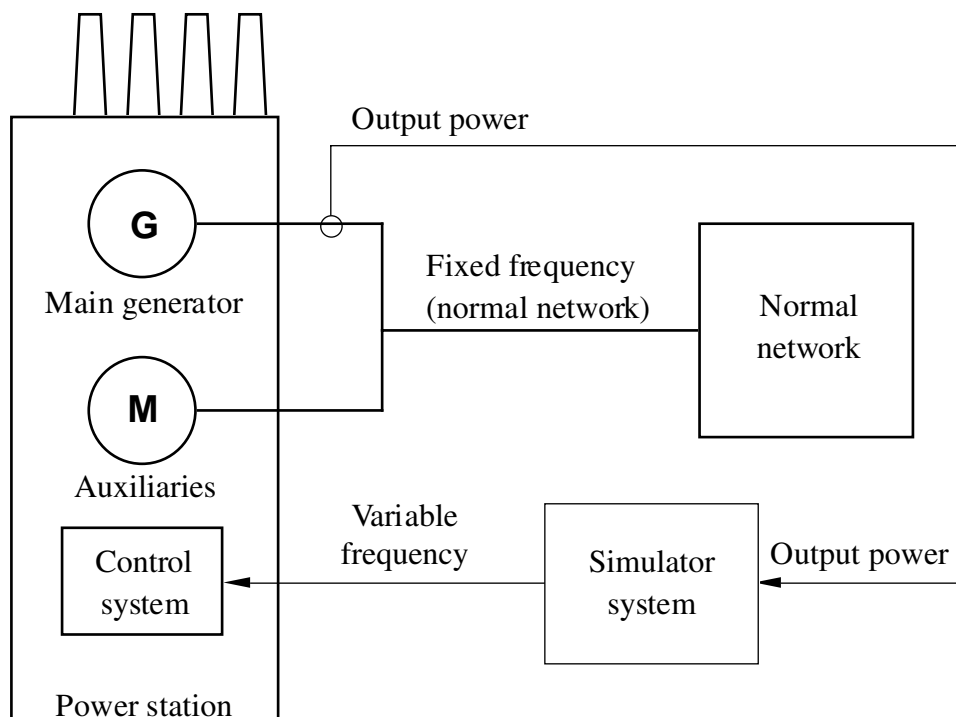 Output power
G
Main generator
Fixed frequency
(normal network)
Normal
network
M
Auxiliaries
Control
system
Variable
frequency
Simulator
system
Output power
Power station